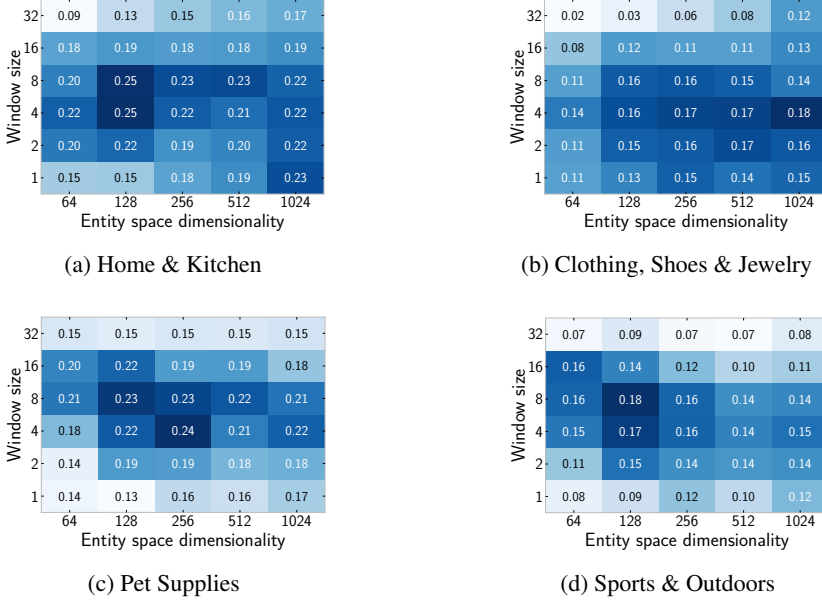 32 0.09 0.13 0.15 0.16 0.17
16 0.18 0.19 0.18 0.18 0.19
8 0.20 0.25 0.23 0.23 0.22
4 0.22 0.25 0.22 0.21 0.22
2 0.20 0.22 0.19 0.20 0.22
1 0.15 0.15 0.18 0.19 0.23
64 128 256 512 1024
Window size
Entity space dimensionality
(a) Home & Kitchen
32 0.02 0.03 0.06 0.08 0.12
16 0.08 0.12 0.11 0.11 0.13
8 0.11 0.16 0.16 0.15 0.14
4 0.14 0.16 0.17 0.17 0.18
2 0.11 0.15 0.16 0.17 0.16
1 0.11 0.13 0.15 0.14 0.15
64 128 256 512 1024
Window size
Entity space dimensionality
(b) Clothing, Shoes & Jewelry
32 0.15 0.15 0.15 0.15 0.15
16 0.20 0.22 0.19 0.19 0.18
8 0.21 0.23 0.23 0.22 0.21
4 0.18 0.22 0.24 0.21 0.22
2 0.14 0.19 0.19 0.18 0.18
1 0.14 0.13 0.16 0.16 0.17
64 128 256 512 1024
Window size
Entity space dimensionality
(c) Pet Supplies
32 0.07 0.09 0.07 0.07 0.08
16 0.16 0.14 0.12 0.10 0.11
8 0.16 0.18 0.16 0.14 0.14
4 0.15 0.17 0.16 0.14 0.15
2 0.11 0.15 0.14 0.14 0.14
1 0.08 0.09 0.12 0.10 0.12
64 128 256 512 1024
Window size
Entity space dimensionality
(d) Sports & Outdoors